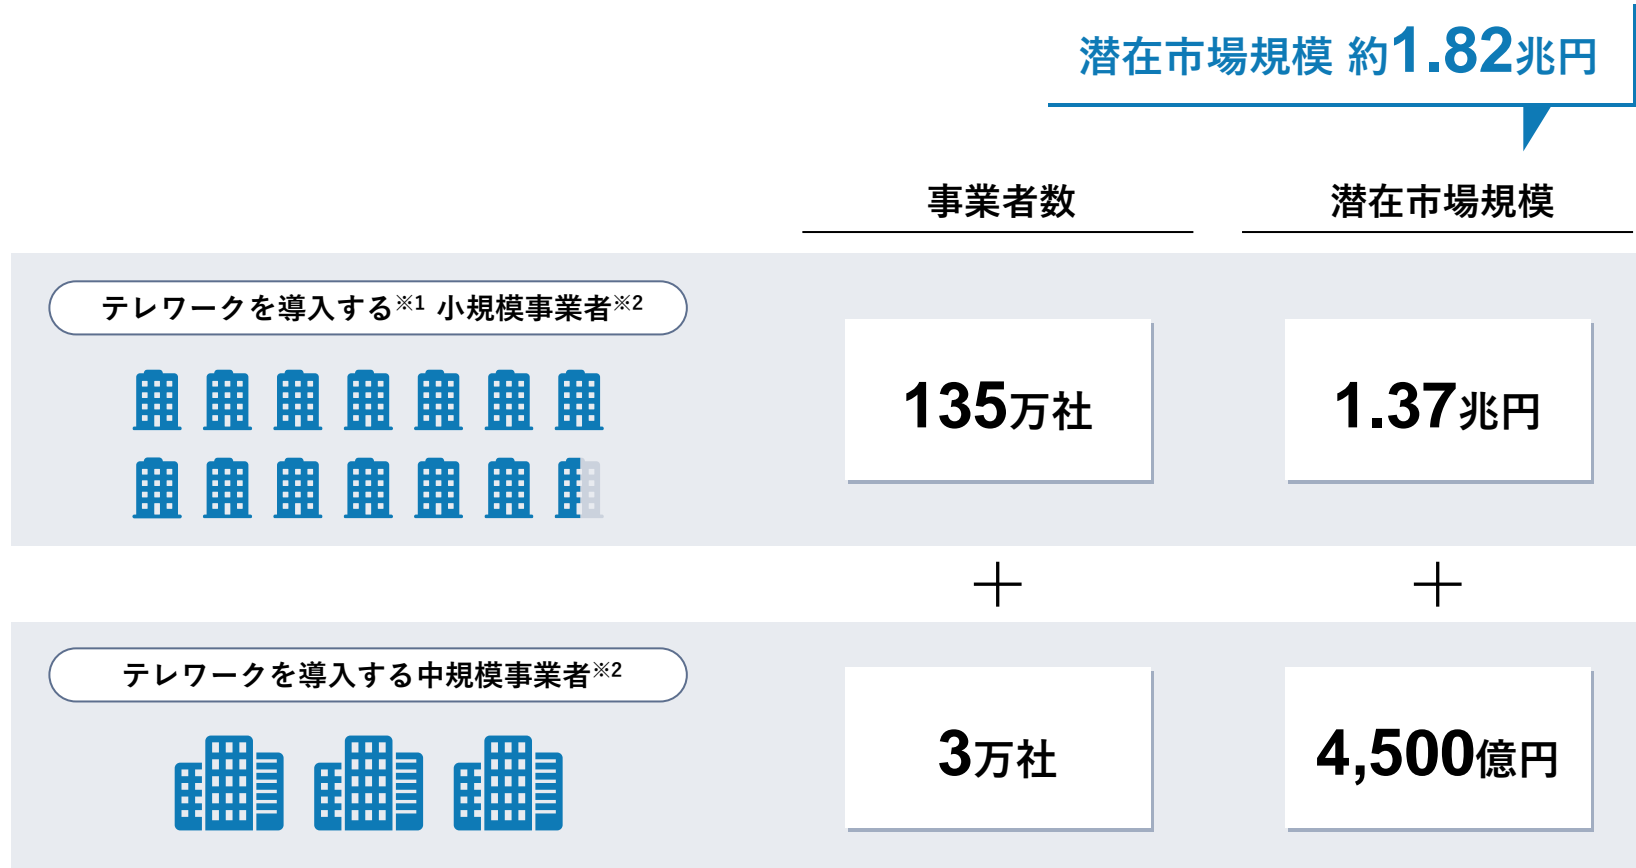 潜在市場規模 約1.82兆円
事業者数 潜在市場規模
テレワークを導入する※1 小規模事業者※2
135万社 1.37兆円
＋ ＋
テレワークを導入する中規模事業者※2
3万社 4,500億円